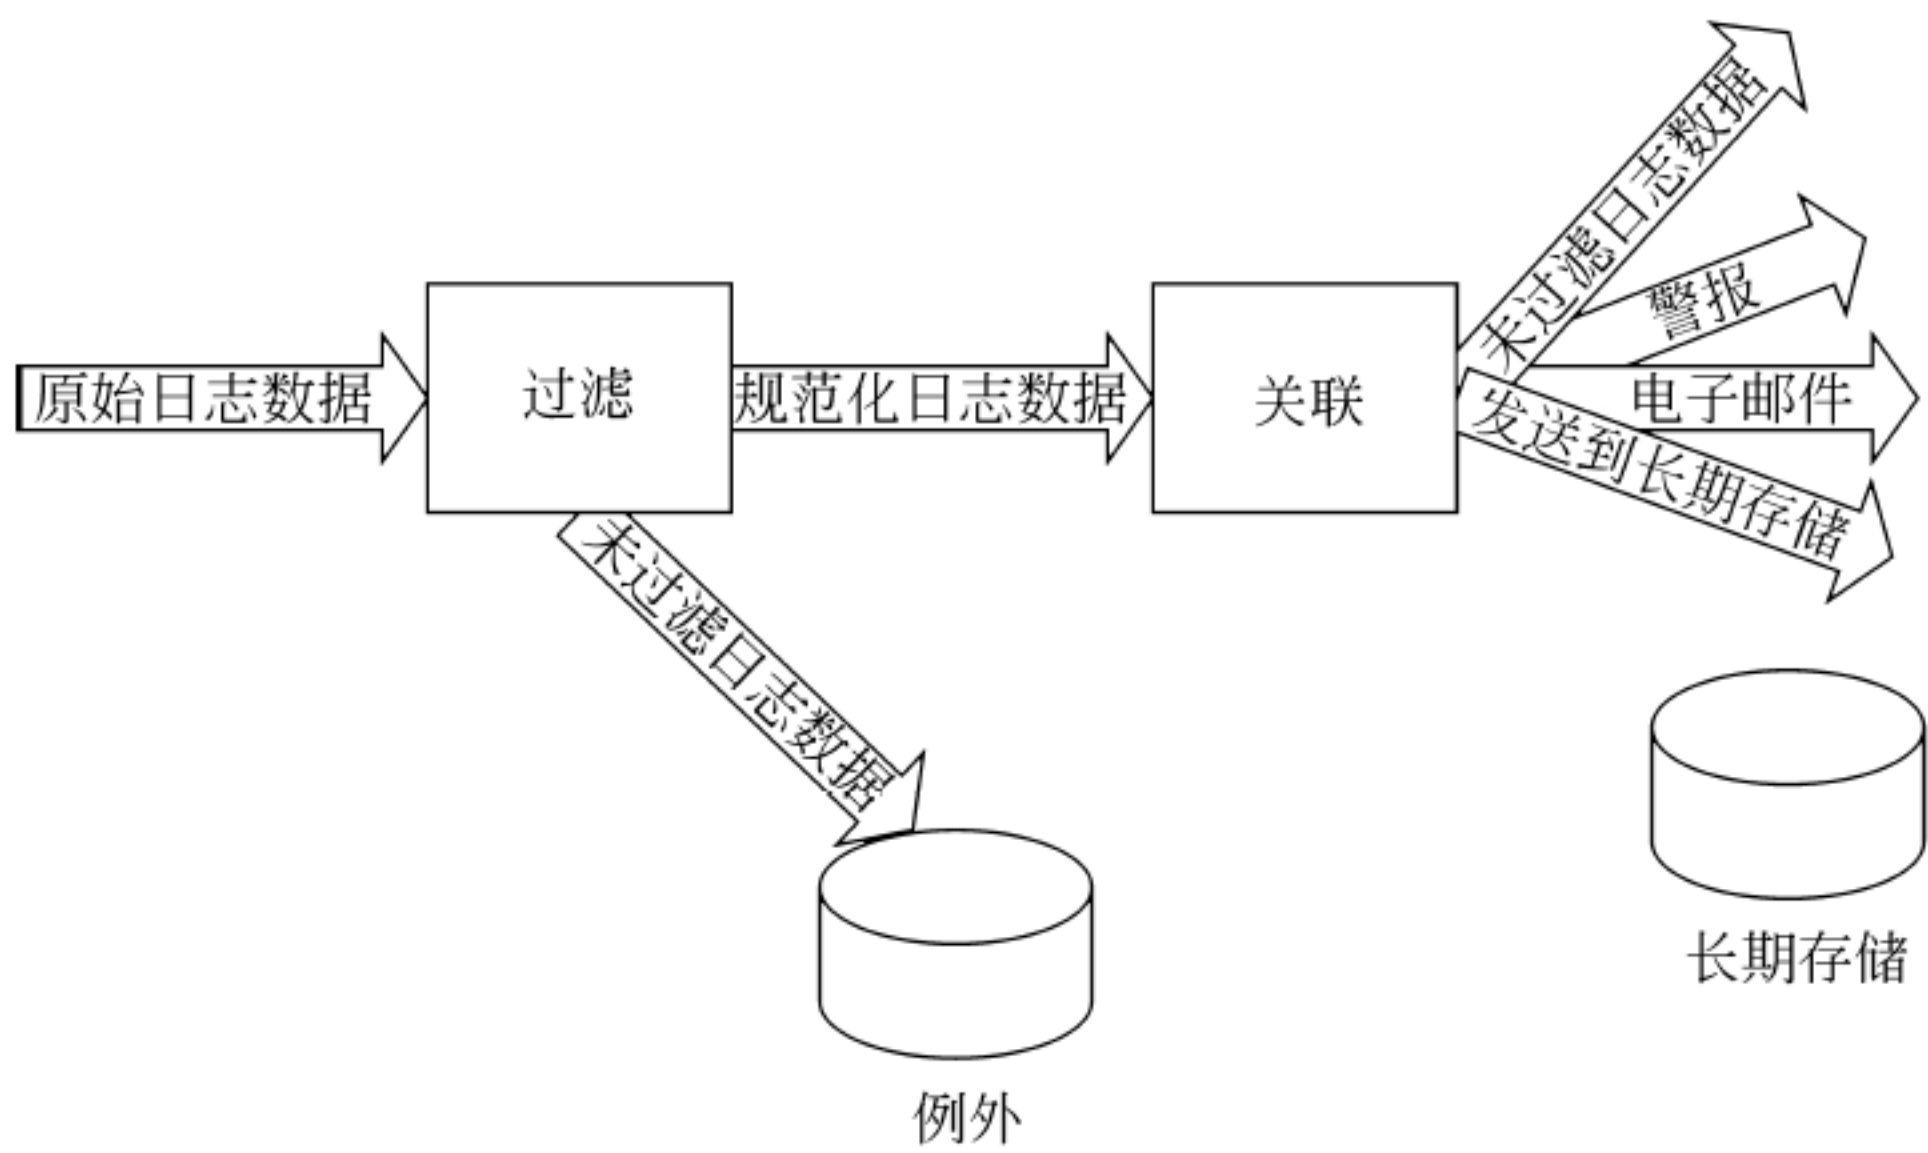 原始日志数据
过滤
规范化日志数据
关联
未过滤日志数据
警报
电子邮件
发送到长期存储
未过滤日志数据
例外
长期存储